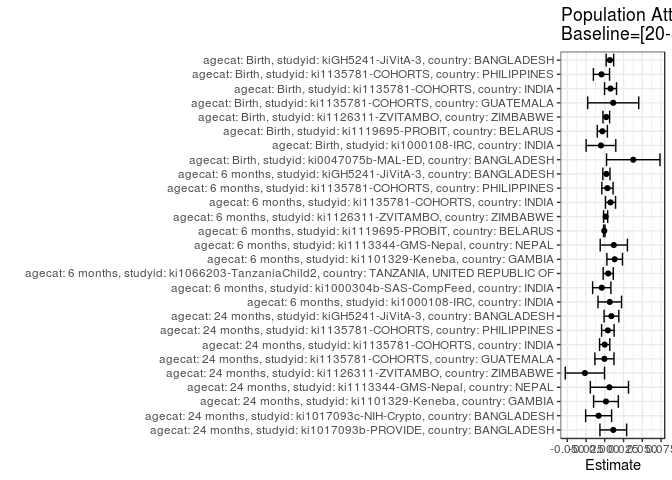 Population Att
Baseline=[20-
agecat: Birth, studyid: kiGH5241-JiVitA-3, country: BANGLADESH
agecat: Birth, studyid: ki1135781-COHORTS, country: PHILIPPINES
agecat: Birth, studyid: ki1135781-COHORTS, country: INDIA
agecat: Birth, studyid: ki1135781-COHORTS, country: GUATEMALA
agecat: Birth, studyid: ki1126311-ZVITAMBO, country: ZIMBABWE
agecat: Birth, studyid: ki1119695-PROBIT, country: BELARUS
agecat: Birth, studyid: ki1000108-IRC, country: INDIA
agecat: Birth, studyid: ki0047075b-MAL-ED, country: BANGLADESH
agecat: 6 months, studyid: kiGH5241-JiVitA-3, country: BANGLADESH
agecat: 6 months, studyid: ki1135781-COHORTS, country: PHILIPPINES
agecat: 6 months, studyid: ki1135781-COHORTS, country: INDIA
agecat: 6 months, studyid: ki1126311-ZVITAMBO, country: ZIMBABWE
agecat: 6 months, studyid: ki1119695-PROBIT, country: BELARUS
agecat: 6 months, studyid: ki1113344-GMS-Nepal, country: NEPAL
agecat: 6 months, studyid: ki1101329-Keneba, country: GAMBIA
agecat: 6 months, studyid: ki1066203-TanzaniaChild2, country: TANZANIA, UNITED REPUBLIC OF
agecat: 6 months, studyid: ki1000304b-SAS-CompFeed, country: INDIA
agecat: 6 months, studyid: ki1000108-IRC, country: INDIA
agecat: 24 months, studyid: kiGH5241-JiVitA-3, country: BANGLADESH
agecat: 24 months, studyid: ki1135781-COHORTS, country: PHILIPPINES
agecat: 24 months, studyid: ki1135781-COHORTS, country: INDIA
agecat: 24 months, studyid: ki1135781-COHORTS, country: GUATEMALA
agecat: 24 months, studyid: ki1126311-ZVITAMBO, country: ZIMBABWE
agecat: 24 months, studyid: ki1113344-GMS-Nepal, country: NEPAL
agecat: 24 months, studyid: ki1101329-Keneba, country: GAMBIA
agecat: 24 months, studyid: ki1017093c-NIH-Crypto, country: BANGLADESH
agecat: 24 months, studyid: ki1017093b-PROVIDE, country: BANGLADESH
Estimate